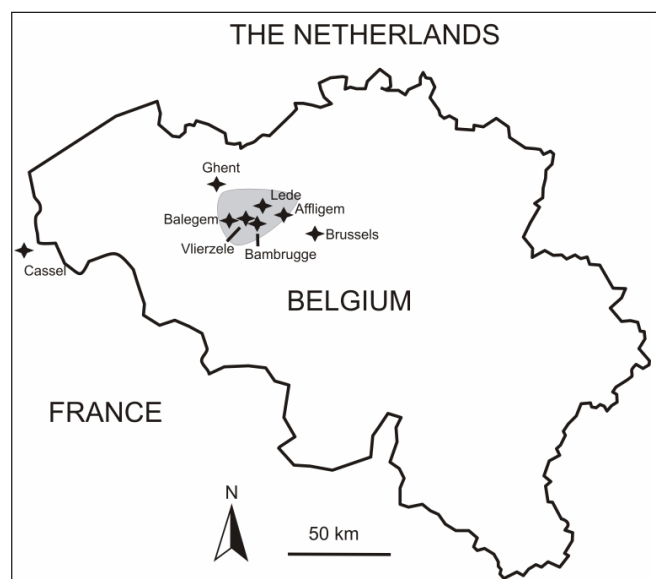 THE NETHERLANDS
Ghent
Lede
Affligem
Balegem
Vlierzele
Brussels
Bambrugge
Cassel
BELGIUM
FRANCE
N
50 km